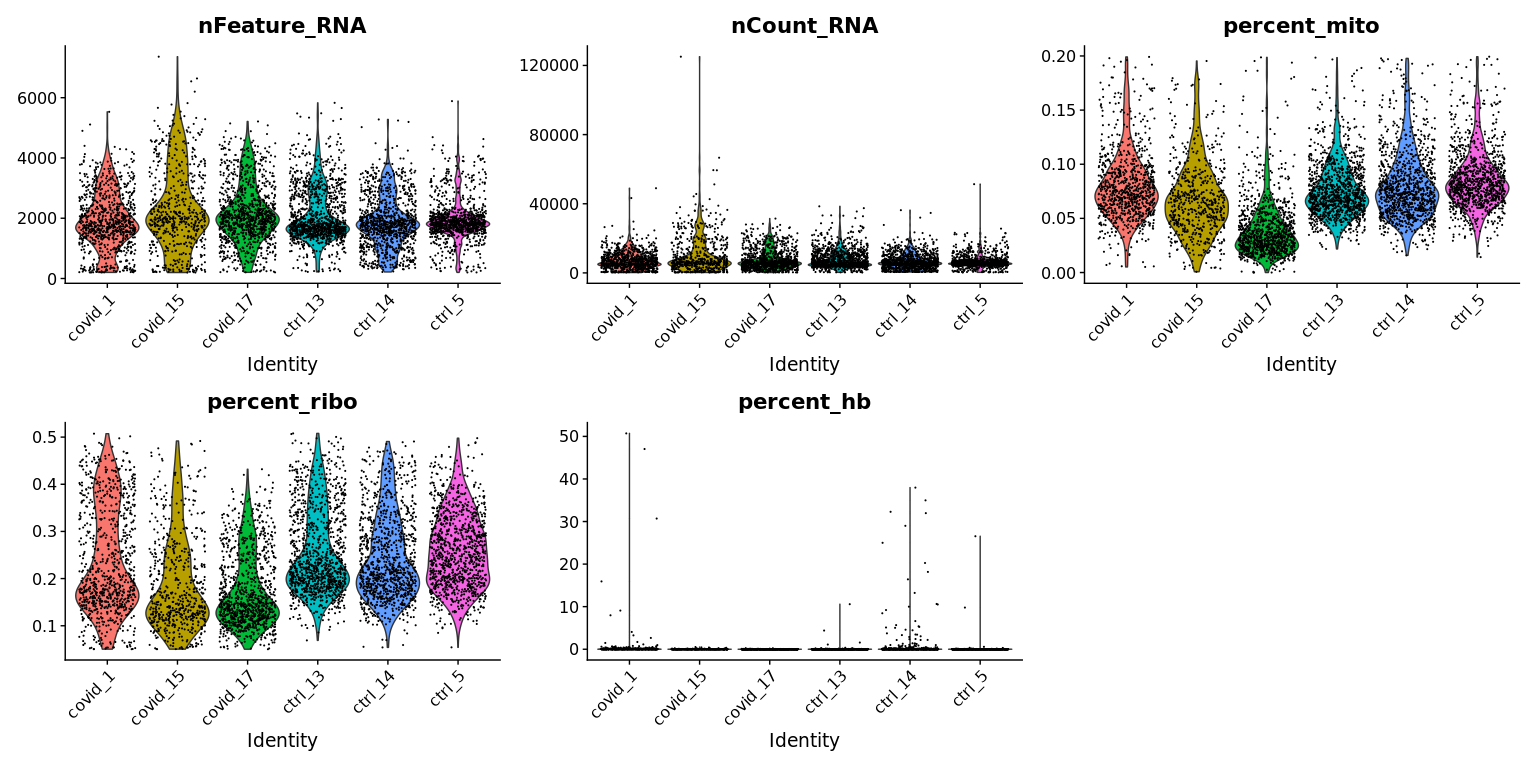 nFeature_RNA
6000
4000
2000
0
covid_1
covid_15
covid_17
ctrl_13
ctrl_14
ctrl_5
Identity
nCount_RNA
120000
80000
40000
0
covid_1
covid_15
covid_17
ctrl_13
ctrl_14
ctrl_5
Identity
percent_mito
0.20
0.15
0.10
0.05
0.00
covid_1
covid_15
covid_17
ctrl_13
ctrl_14
ctrl_5
Identity
percent_ribo
0.5
0.4
0.3
0.2
0.1
covid_1
covid_15
covid_17
ctrl_13
ctrl_14
ctrl_5
Identity
percent_hb
50
40
30
20
10
0
covid_1
covid_15
covid_17
ctrl_13
ctrl_14
ctrl_5
Identity